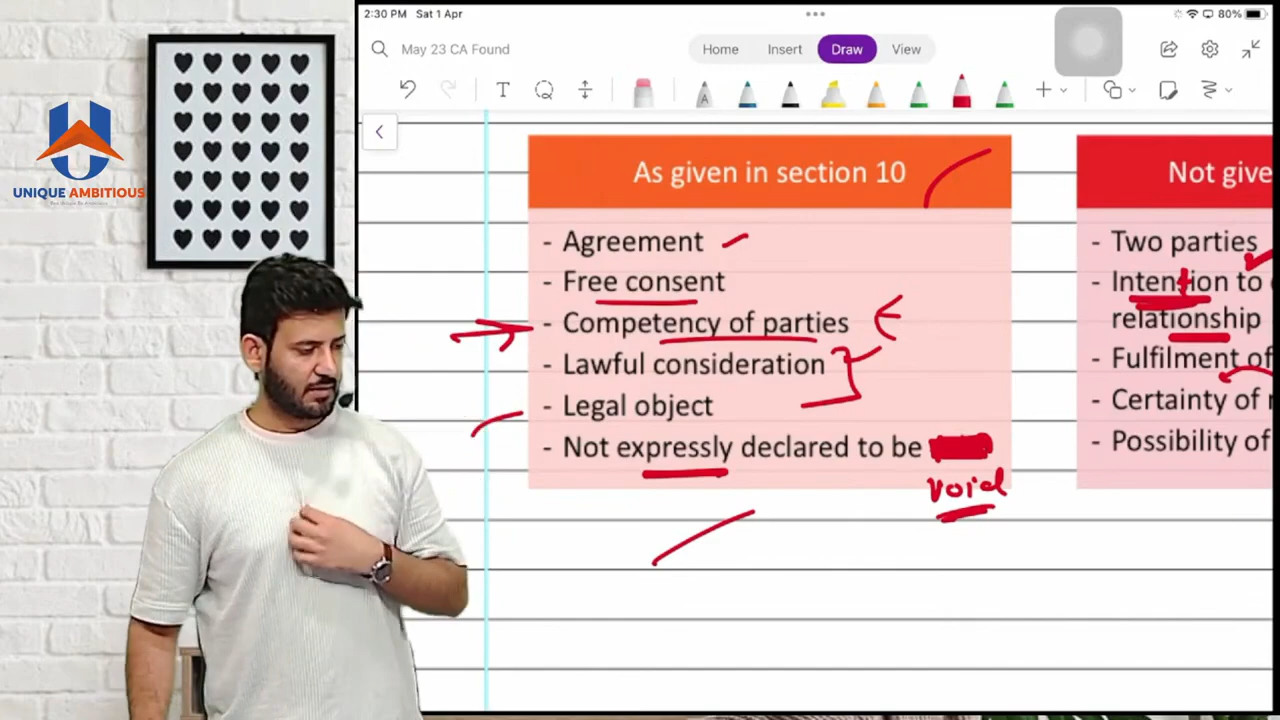 2:30 PM Sat 1 Apr
80%
May 23 CA Found
Home Insert Draw View
T
A
UNIQUE AMBITIOUS
As given in section 10
- Agreement
- Free consent
- Competency of parties
- Lawful consideration
- Legal object
- Not expressly declared to be
void
Not give
- Two parties
- Intention to
relationship
- Fulfilment of
- Certainty of
- Possibility of